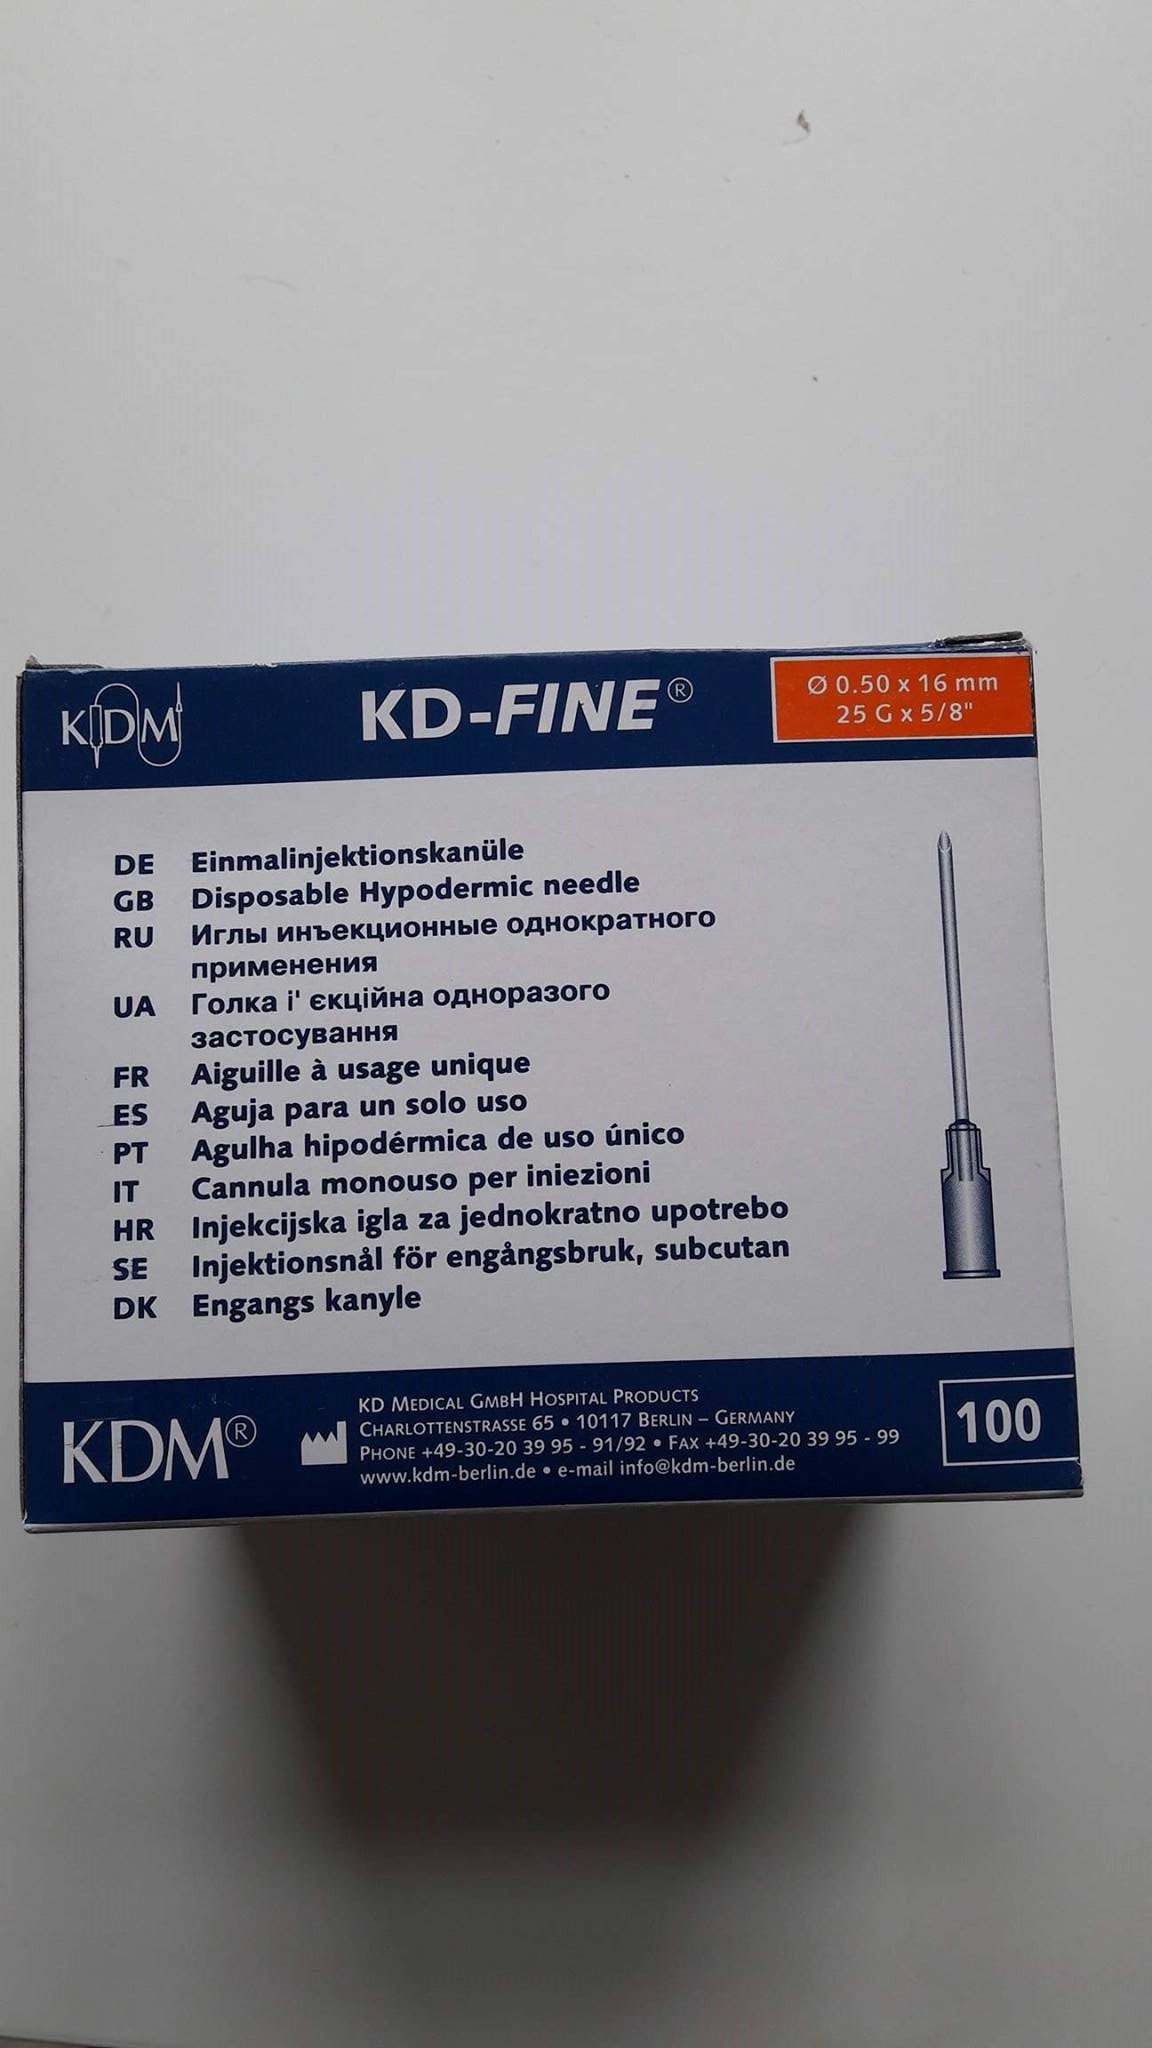 KDM
KD-FINE®
Ø 0.50 x 16 mm
25 G x 5/8"
DE Einmalinjektionskanüle
GB Disposable Hypodermic needle
RU Иглы инъекционные однократного
применения
UA Голка і' єкційна одноразого
застосування
FR Aiguille à usage unique
ES Aguja para un solo uso
PT Agulha hipodérmica de uso único
IT Cannula monouso per iniezioni
HR Injekcijska igla za jednokratno upotrebo
SE Injektionsnål för engångsbruk, subcutan
DK Engangs kanyle
KDM®
KD MEDICAL GMBH HOSPITAL PRODUCTS
CHARLOTTENSTRASSE 65 • 10117 BERLIN – GERMANY
PHONE +49-30-20 39 95 - 91/92 • FAX +49-30-20 39 95 - 99
www.kdm-berlin.de • e-mail info@kdm-berlin.de
100